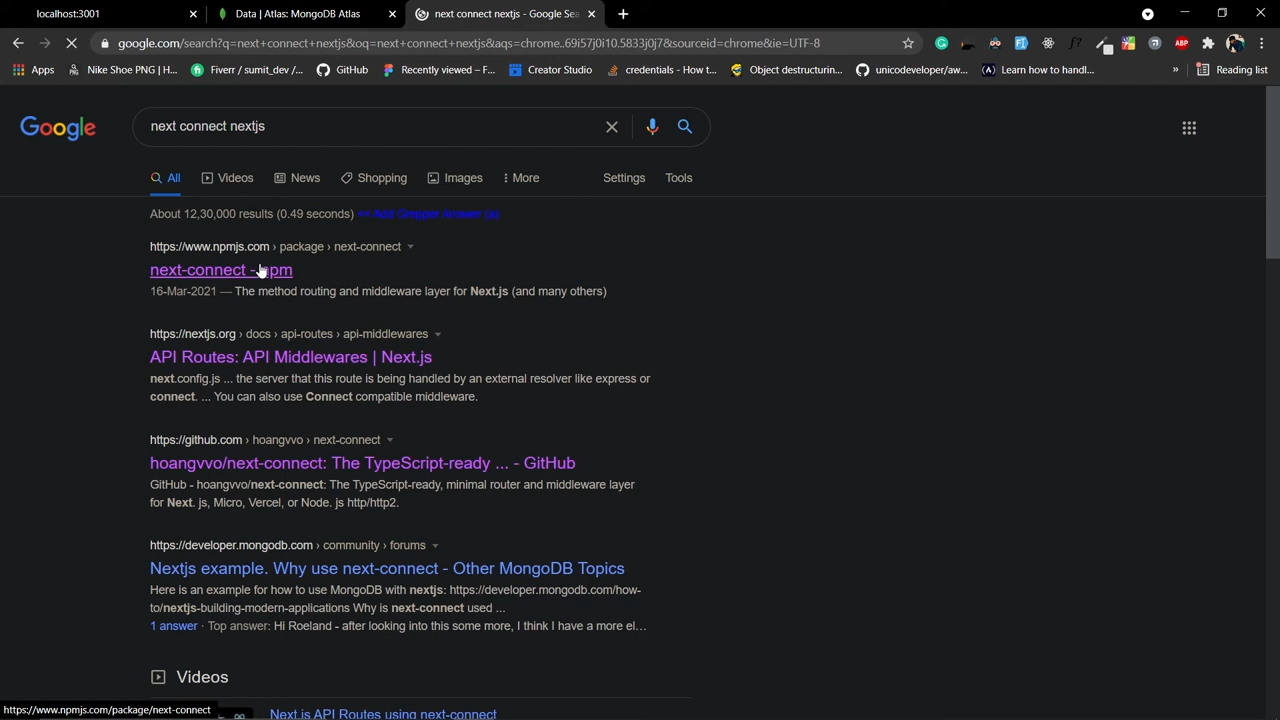 localhost:3001
Data | Atlas: MongoDB Atlas
next connect nextjs - Google Sea
google.com/search?q=next+connect+nextjs&oq=next+connect+nextjs&aqs=chrome..69i57j0i10.5833j0j7&sourceid=chrome&ie=UTF-8
ABP
Apps
Nike Shoe PNG | H...
Fiverr / sumit_dev /...
GitHub
Recently viewed – F...
Creator Studio
credentials - How t...
Object destructurin...
unicodeveloper/aw...
Learn how to handl...
»
Reading list
Google
next connect nextjs
All
Videos
News
Shopping
Images
More
Settings
Tools
About 12,30,000 results (0.49 seconds) << Add Grepper Answer (a)
https://www.npmjs.com › package › next-connect
next-connect - npm
16-Mar-2021 — The method routing and middleware layer for Next.js (and many others)
https://nextjs.org › docs › api-routes › api-middlewares
API Routes: API Middlewares | Next.js
next.config.js ... the server that this route is being handled by an external resolver like express or
connect. ... You can also use Connect compatible middleware.
https://github.com › hoangvvo › next-connect
hoangvvo/next-connect: The TypeScript-ready ... - GitHub
GitHub - hoangvvo/next-connect: The TypeScript-ready, minimal router and middleware layer
for Next. js, Micro, Vercel, or Node. js http/http2.
https://developer.mongodb.com › community › forums
Nextjs example. Why use next-connect - Other MongoDB Topics
Here is an example for how to use MongoDB with nextjs: https://developer.mongodb.com/how-
to/nextjs-building-modern-applications Why is next-connect used ...
1 answer · Top answer: Hi Roeland - after looking into this some more, I think I have a more el...
Videos
https://www.npmjs.com/package/next-connect
Next.js API Routes using next-connect